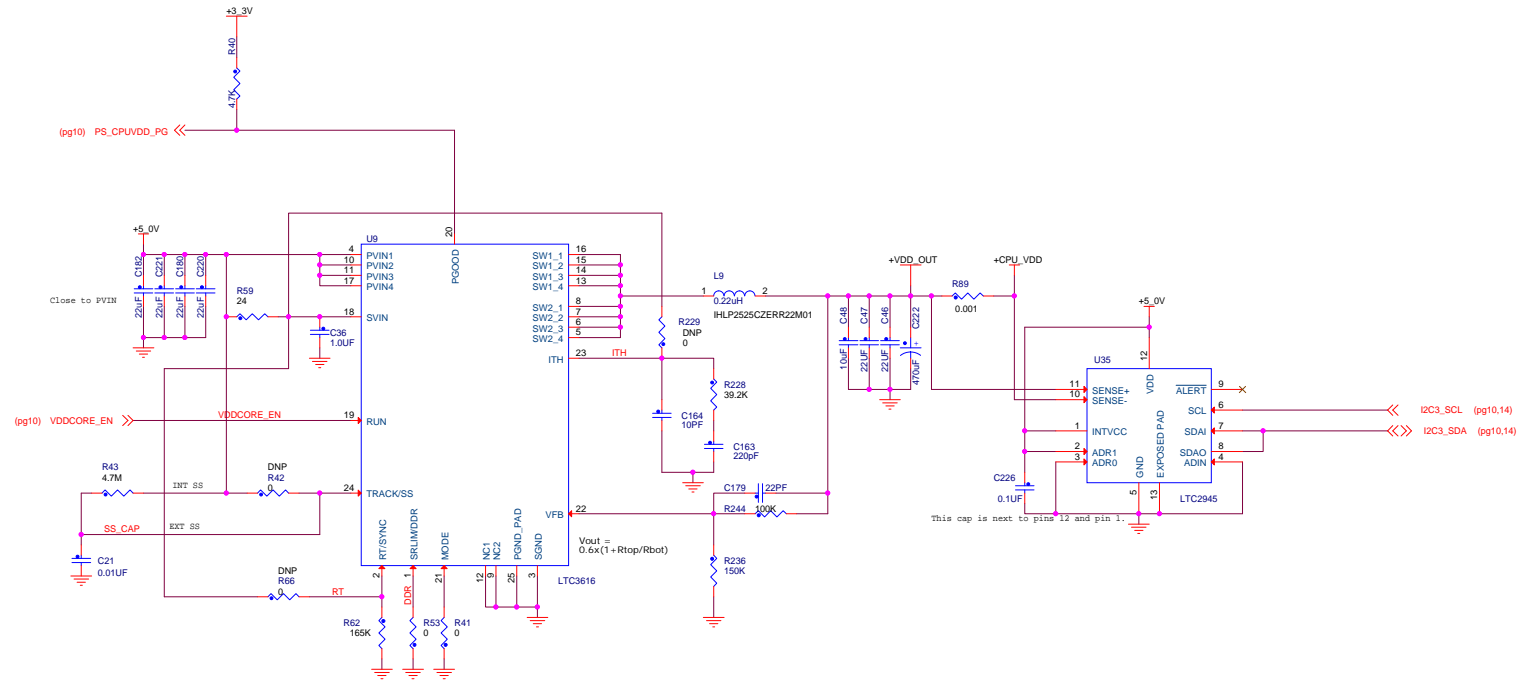 +3_3V
R40
4.7K
(pg10) PS_CPUVDD_PG
+5_0V
C182
22uF
C221
22uF
C180
22uF
C220
22uF
Close to PVIN
R59
24
C36
1.0UF
U9
4 PVIN1
10 PVIN2
11 PVIN3
17 PVIN4
18 SVIN
19 RUN
24 TRACK/SS
20
PGOOD
SW1_1 16
SW1_2 15
SW1_3 14
SW1_4 13
SW2_1 8
SW2_2 7
SW2_3 6
SW2_4 5
ITH 23
ITH
VFB 22
RT/SYNC
2
SRLIM/DDR
1
MODE
21
NC1
12
NC2
9
PGND_PAD
25
SGND
3
LTC3616
(pg10) VDDCORE_EN
VDDCORE_EN
R43
4.7M
INT SS
DNP
R42
0
SS_CAP
EXT SS
C21
0.01UF
DNP
R66
0
RT
DDR
R62
165K
R53
0
R41
0
L9
1 2
0.22uH
IHLP2525CZERR22M01
R229
DNP
0
R228
39.2K
C164
10PF
C163
220pF
C179 22PF
R244 100K
R236
150K
Vout =
0.6x(1+Rtop/Rbot)
+VDD_OUT
+CPU_VDD
C48
10uF
C47
22UF
C46
22UF
C222
470uF
+
R89
0.001
+5_0V
U35
12
VDD
11 SENSE+
10 SENSE-
1 INTVCC
2 ADR1
3 ADR0
ALERT 9
SCL 6
SDAI 7
SDAO 8
ADIN 4
GND
5
EXPOSED PAD
13
LTC2945
C226
0.1UF
This cap is next to pins 12 and pin 1.
I2C3_SCL (pg10,14)
I2C3_SDA (pg10,14)